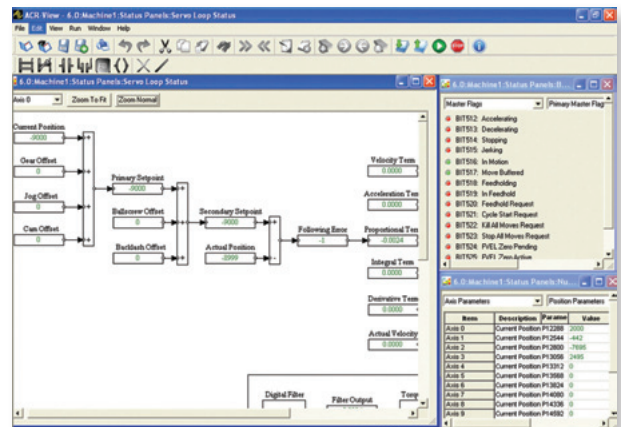 ACR-View - 6.0:Machine1:Status Panels:Servo Loop Status
File Edit View Run Window Help
6.0:Machine1:Status Panels:Servo Loop Status
Axis 0 Zoom To Fit Zoom Normal
Current Position
-9000
Gear Offset
0
Jog Offset
0
Cam Offset
0
Primary Setpoint
-9000
Ballscrew Offset
0
Backlash Offset
0
Secondary Setpoint
-9000
Actual Position
-8999
Following Error
-1
Velocity Term
0.0000
Acceleration Ter
0.0000
Proportional Ter
-0.0024
Integral Term
0.0000
Derivative Term
0.0000
Actual Velocity
0.0000
Digital Filter
Filter Output
Torq
6.0:Machine1:Status Panels:B...
Master Flags Primary Master Flag
BIT512: Accelerating
BIT513: Decelerating
BIT514: Stopping
BIT515: Jerking
BIT516: In Motion
BIT517: Move Buffered
BIT518: Feedholding
BIT519: In Feedhold
BIT520: Feedhold Request
BIT521: Cycle Start Request
BIT522: Kill All Moves Request
BIT523: Stop All Moves Request
BIT524: PVEL Zero Pending
BIT525: PVEL Zero Active
6.0:Machine1:Status Panels:Nu...
Axis Parameters Position Parameters
Item Description Parame Value
Axis 0 Current Position P12288 2000
Axis 1 Current Position P12544 -442
Axis 2 Current Position P12800 -7695
Axis 3 Current Position P13056 2495
Axis 4 Current Position P13312 0
Axis 5 Current Position P13568 0
Axis 6 Current Position P13824 0
Axis 7 Current Position P14080 0
Axis 8 Current Position P14336 0
Axis 9 Current Position P14592 0